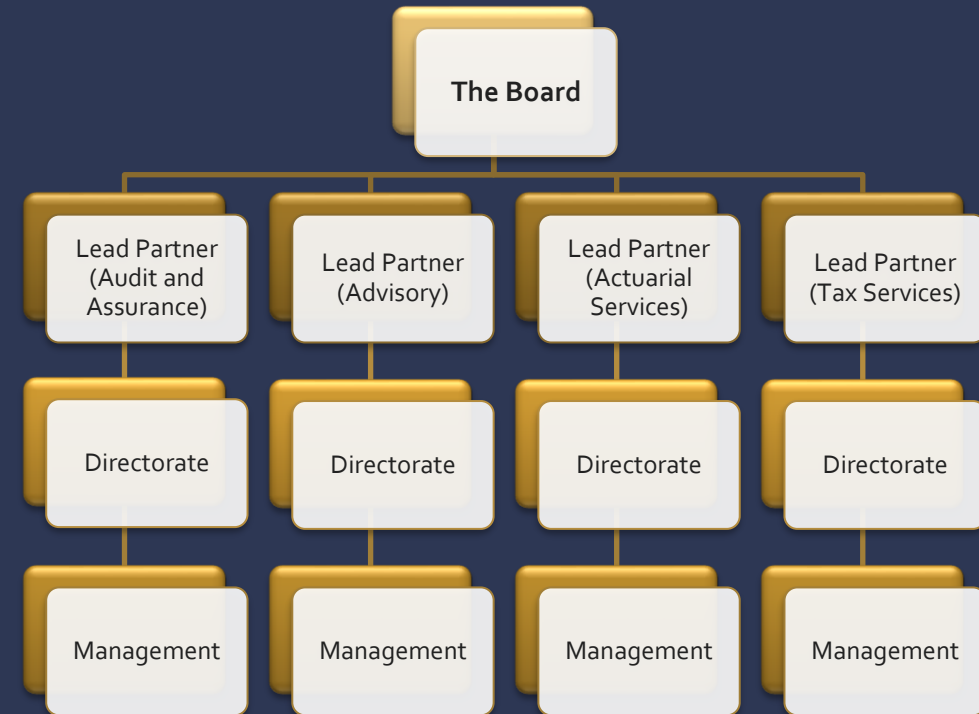 The Board
Lead Partner
(Audit and
Assurance)
Lead Partner
(Advisory)
Lead Partner
(Actuarial
Services)
Lead Partner
(Tax Services)
Directorate
Directorate
Directorate
Directorate
Management
Management
Management
Management